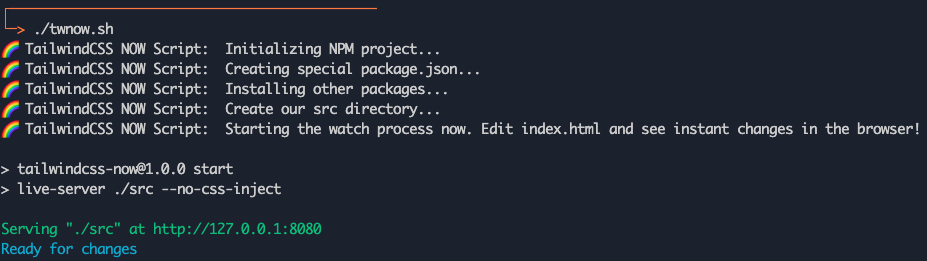 > ./twnow.sh
🌈 TailwindCSS NOW Script:  Initializing NPM project...
🌈 TailwindCSS NOW Script:  Creating special package.json...
🌈 TailwindCSS NOW Script:  Installing other packages...
🌈 TailwindCSS NOW Script:  Create our src directory...
🌈 TailwindCSS NOW Script:  Starting the watch process now. Edit index.html and see instant changes in the browser!
> tailwindcss-now@1.0.0 start
> live-server ./src --no-css-inject
Serving "./src" at http://127.0.0.1:8080
Ready for changes